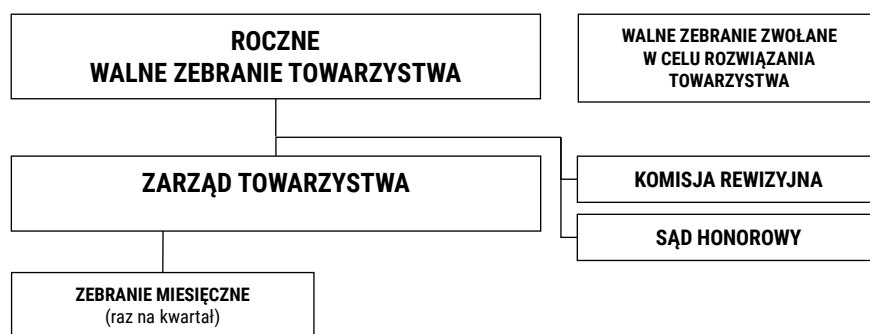 ROCZNE
WALNE ZEBRANIE TOWARZYSTWA
WALNE ZEBRANIE ZWOŁANE
W CELU ROZWIĄZANIA
TOWARZYSTWA
ZARZĄD TOWARZYSTWA
KOMISJA REWIZYJNA
SĄD HONOROWY
ZEBRANIE MIESIĘCZNE
(raz na kwartał)